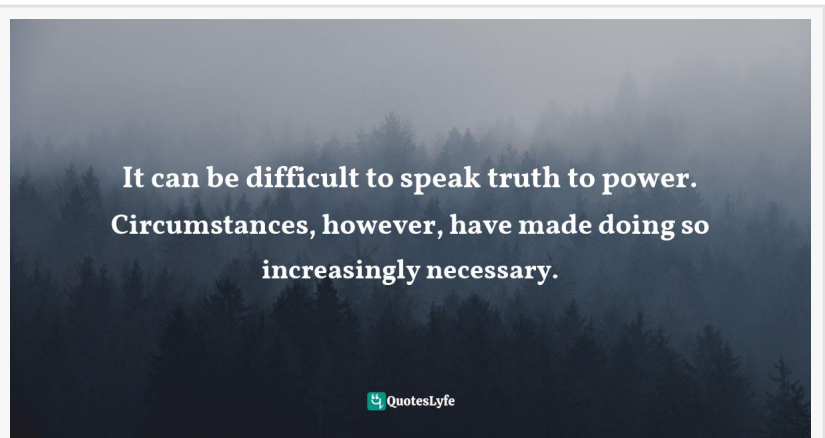 It can be difficult to speak truth to power.
Circumstances, however, have made doing so
increasingly necessary.
QuotesLyfe